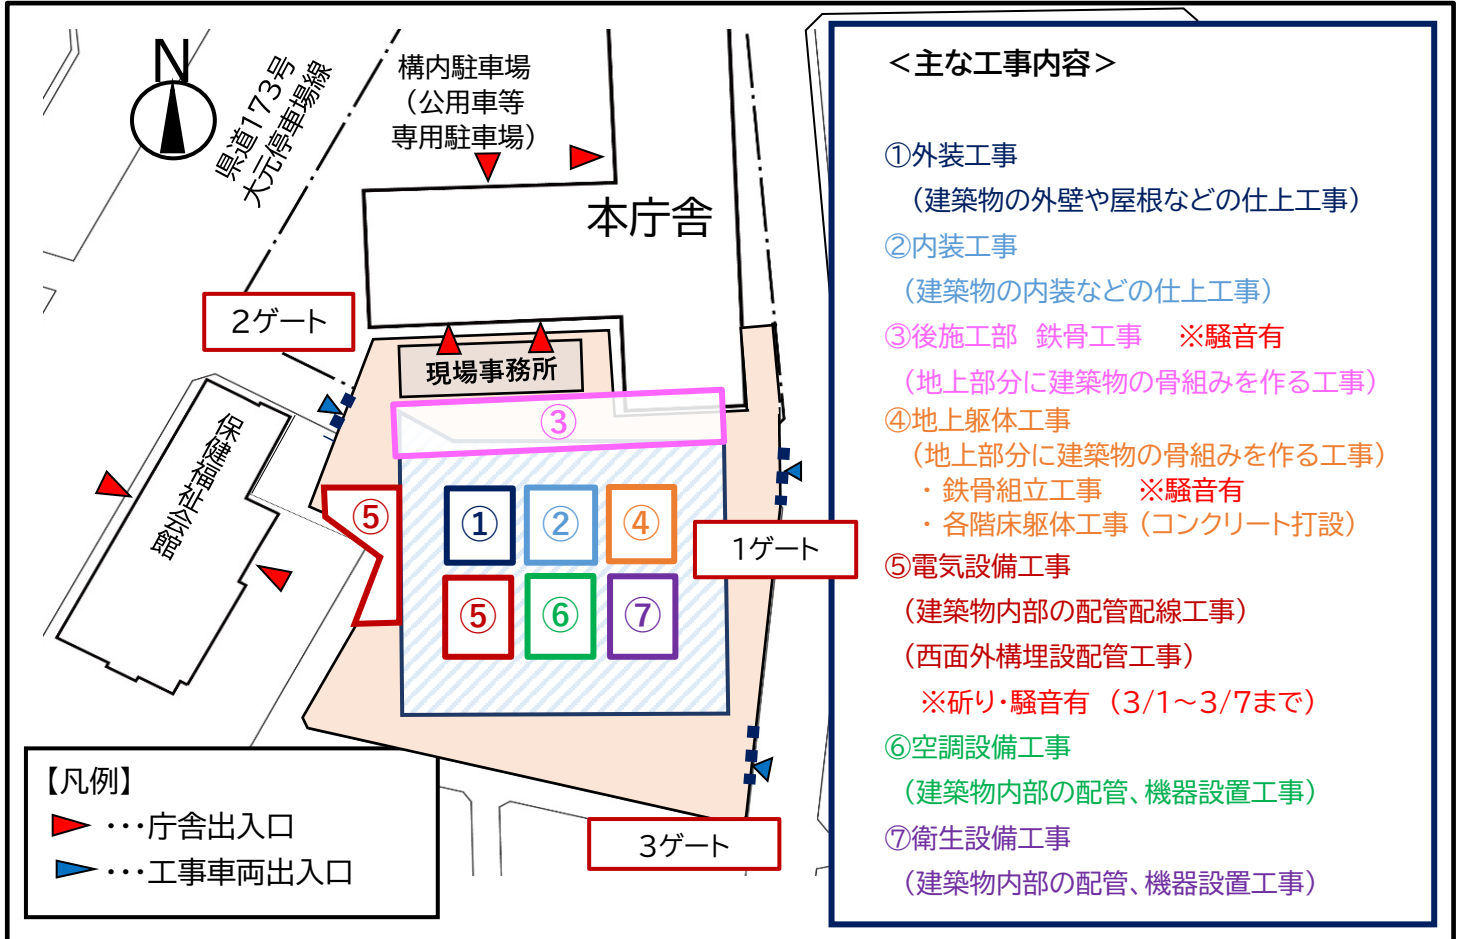 N
県道173号
大元停車場線
構内駐車場
（公用車等
専用駐車場）
本庁舎
2ゲート
現場事務所
保健福祉会館
③
⑤
①
②
④
1ゲート
⑤
⑥
⑦
3ゲート
【凡例】
･･･庁舎出入口
･･･工事車両出入口
＜主な工事内容＞
①外装工事
（建築物の外壁や屋根などの仕上工事）
②内装工事
（建築物の内装などの仕上工事）
③後施工部　鉄骨工事　※騒音有
（地上部分に建築物の骨組みを作る工事）
④地上躯体工事
（地上部分に建築物の骨組みを作る工事）
・鉄骨組立工事　※騒音有
・各階床躯体工事（コンクリート打設）
⑤電気設備工事
（建築物内部の配管配線工事）
（西面外構埋設配管工事）
※斫り・騒音有（3/1～3/7まで）
⑥空調設備工事
（建築物内部の配管、機器設置工事）
⑦衛生設備工事
（建築物内部の配管、機器設置工事）